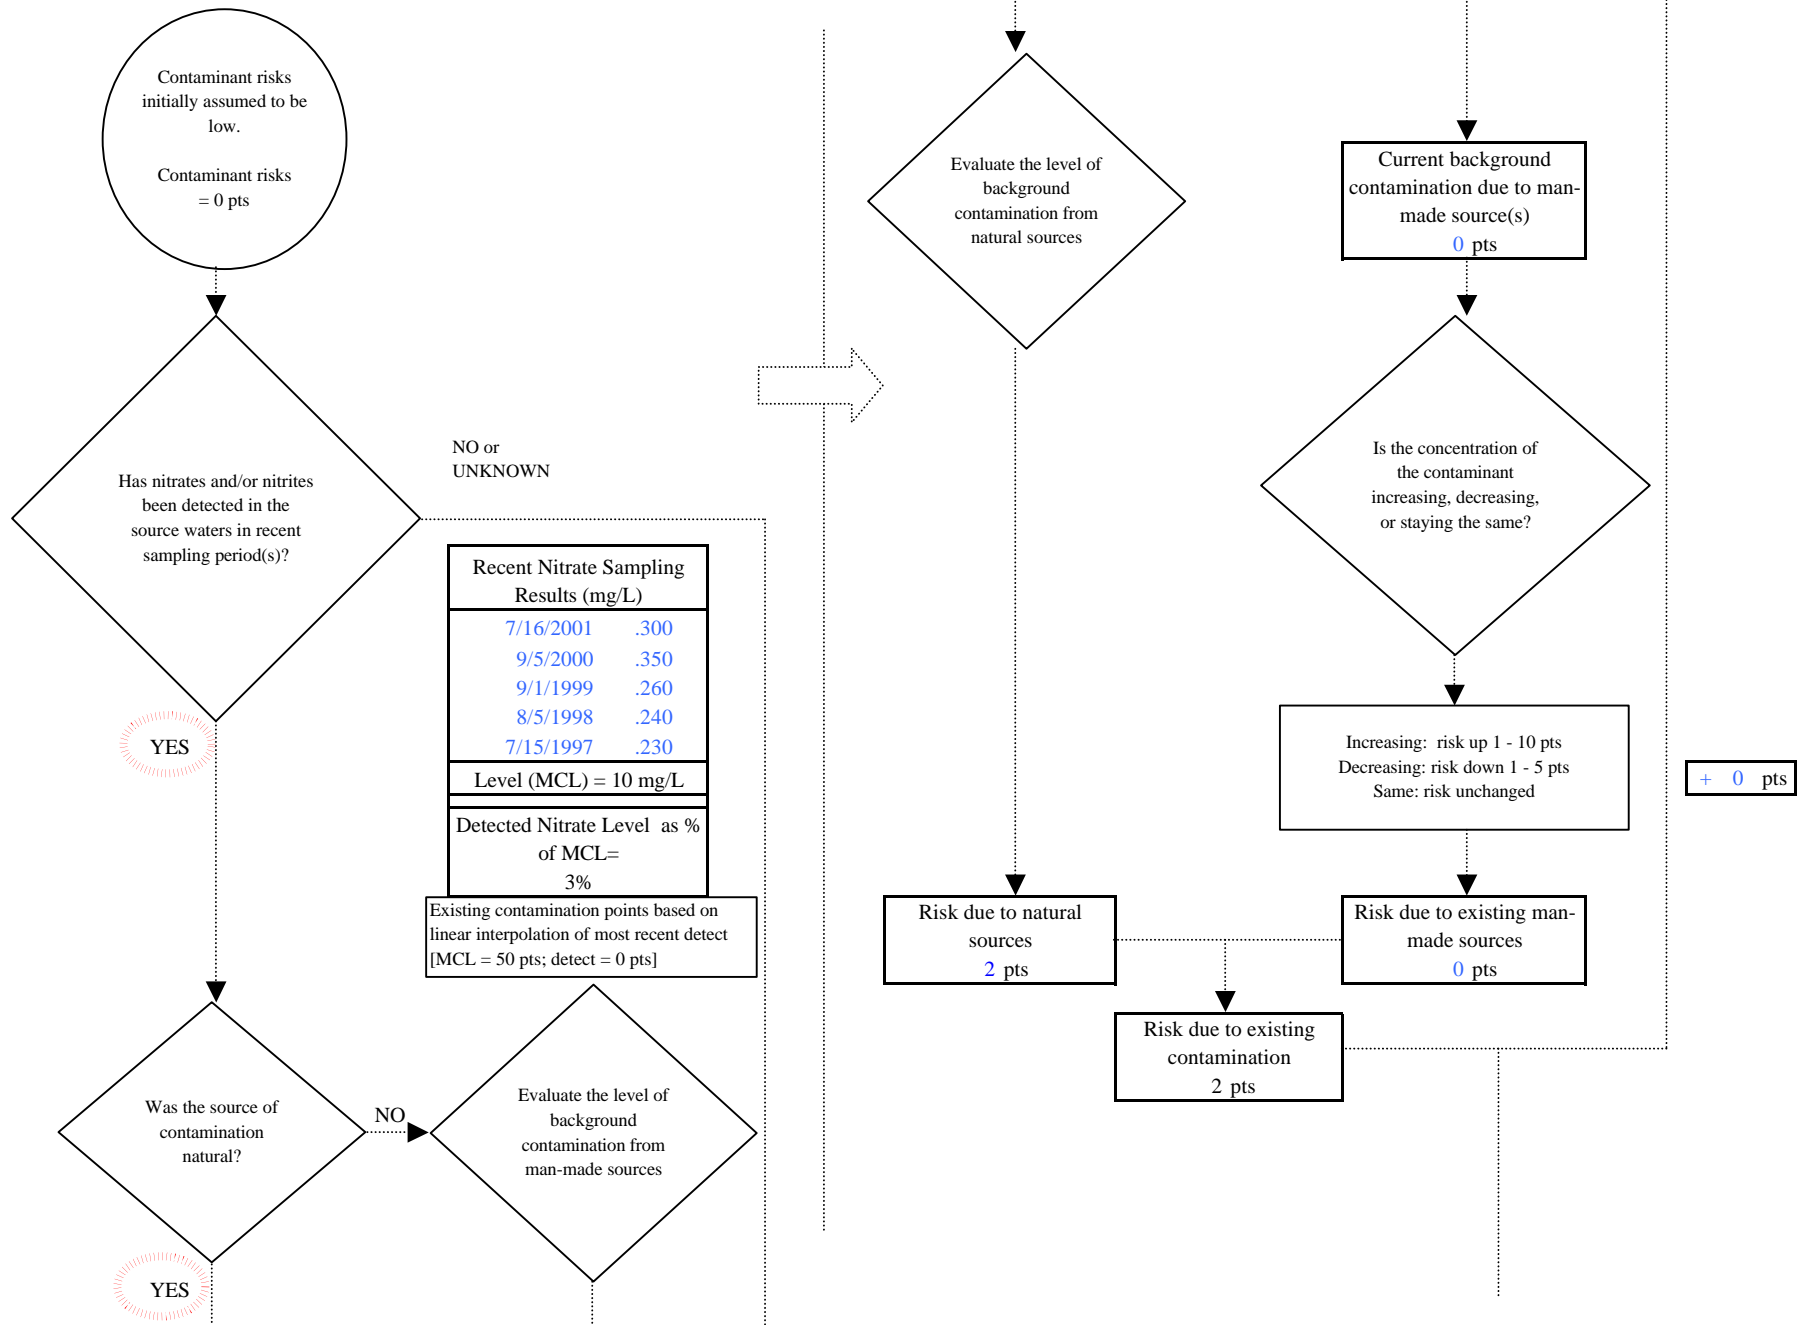 Contaminant risks
initially assumed to be
low.
Contaminant risks
= 0 pts
Has nitrates and/or nitrites
been detected in the
source waters in recent
sampling period(s)?
NO or
UNKNOWN
YES
Recent Nitrate Sampling
Results (mg/L)
7/16/2001 .300
9/5/2000 .350
9/1/1999 .260
8/5/1998 .240
7/15/1997 .230
Level (MCL) = 10 mg/L
Detected Nitrate Level as %
of MCL=
3%
Existing contamination points based on
linear interpolation of most recent detect
[MCL = 50 pts; detect = 0 pts]
Was the source of
contamination
natural?
NO
YES
Evaluate the level of
background
contamination from
man-made sources
Evaluate the level of
background
contamination from
natural sources
Current background
contamination due to man-
made source(s)
0 pts
Is the concentration of
the contaminant
increasing, decreasing,
or staying the same?
Increasing: risk up 1 - 10 pts
Decreasing: risk down 1 - 5 pts
Same: risk unchanged
+ 0 pts
Risk due to natural
sources
2 pts
Risk due to existing man-
made sources
0 pts
Risk due to existing
contamination
2 pts